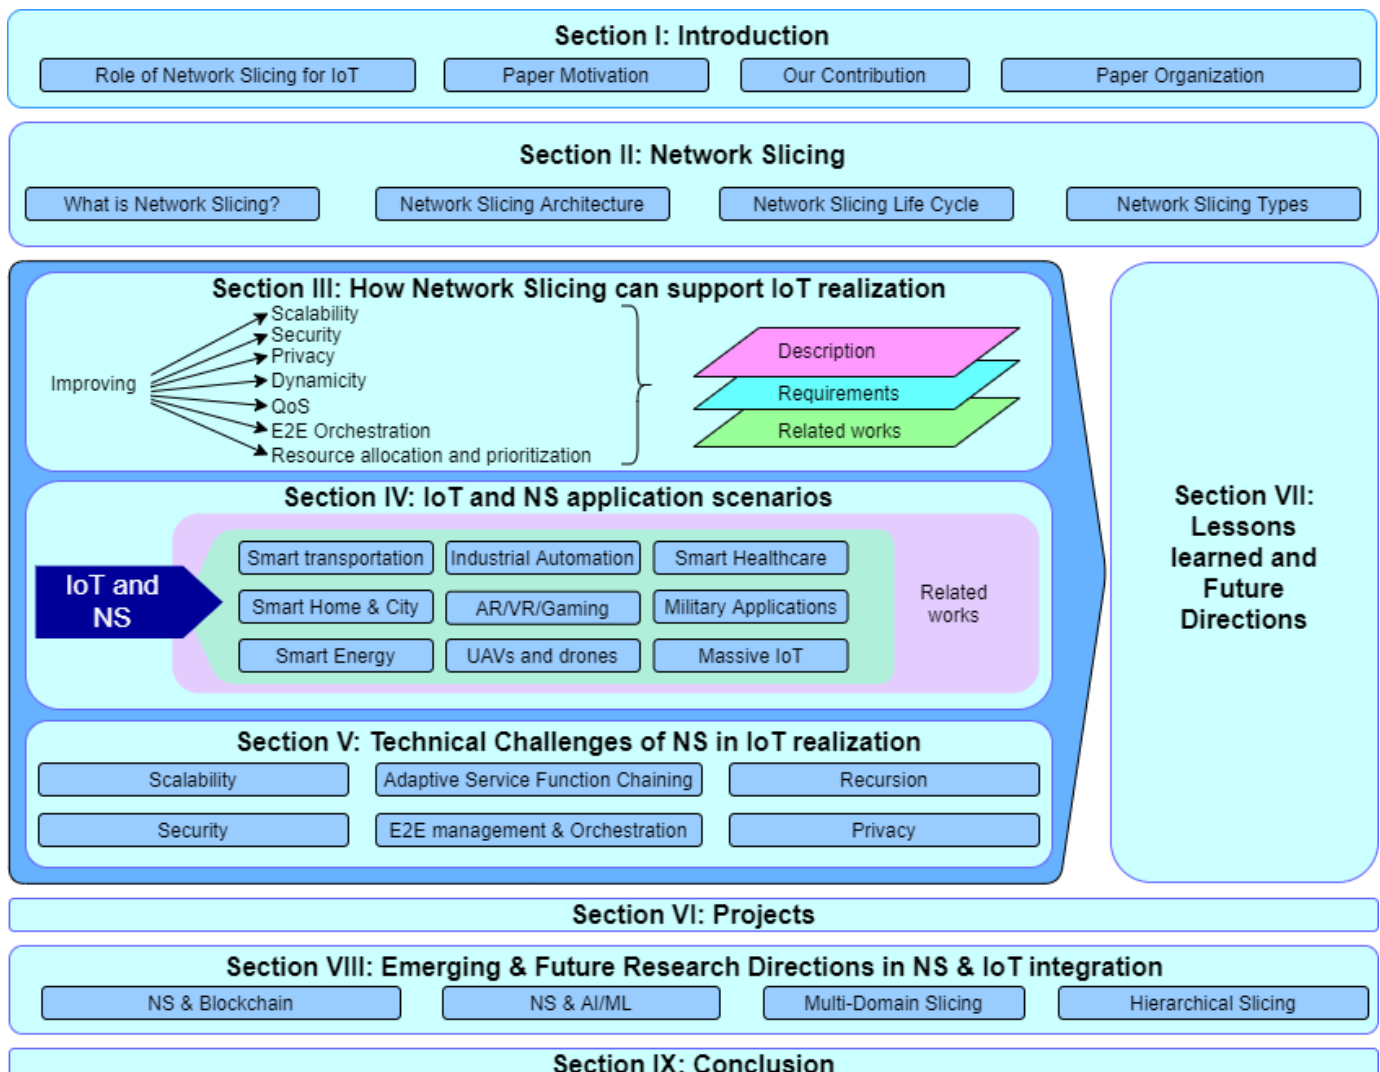 Section I: Introduction
Role of Network Slicing for IoT
Paper Motivation
Our Contribution
Paper Organization
Section II: Network Slicing
What is Network Slicing?
Network Slicing Architecture
Network Slicing Life Cycle
Network Slicing Types
Section III: How Network Slicing can support IoT realization
Improving
Scalability
Security
Privacy
Dynamicity
QoS
E2E Orchestration
Resource allocation and prioritization
Description
Requirements
Related works
Section IV: IoT and NS application scenarios
IoT and
NS
Smart transportation
Industrial Automation
Smart Healthcare
Smart Home & City
AR/VR/Gaming
Military Applications
Smart Energy
UAVs and drones
Massive IoT
Related
works
Section V: Technical Challenges of NS in IoT realization
Scalability
Adaptive Service Function Chaining
Recursion
Security
E2E management & Orchestration
Privacy
Section VII:
Lessons
learned and
Future
Directions
Section VI: Projects
Section VIII: Emerging & Future Research Directions in NS & IoT integration
NS & Blockchain
NS & AI/ML
Multi-Domain Slicing
Hierarchical Slicing
Section IX: Conclusion